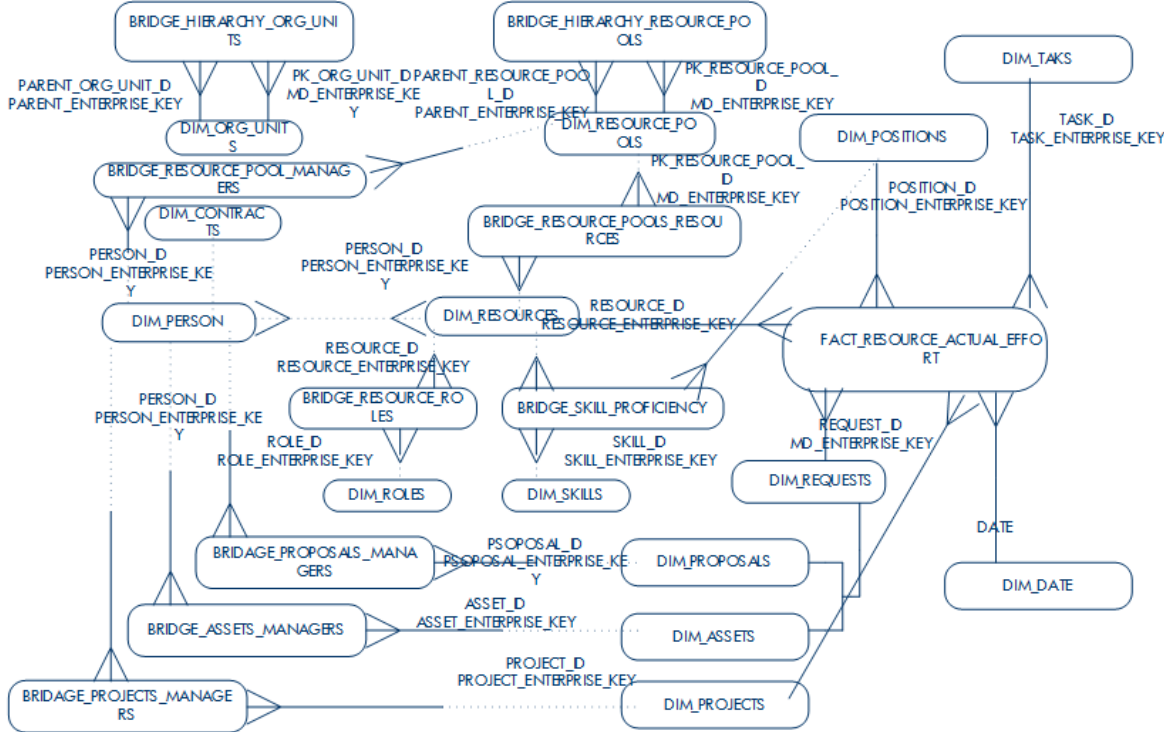 BRIDGE_HIERARCHY_ORG_UNI
TS
BRIDGE_HIERARCHY_RESOURCE_PO
OLS
DIM_TAKS
PARENT_ORG_UNIT_ID
PARENT_ENTERPRISE_KEY
PK_ORG_UNIT_ID
MD_ENTERPRISE_KE
Y
PARENT_RESOURCE_POO
L_ID
PARENT_ENTERPRISE_KEY
PK_RESOURCE_POOL_
ID
MD_ENTERPRISE_KEY
DIM_ORG_UNIT
S
DIM_RESOURCE_PO
OLS
DIM_POSITIONS
TASK_ID
TASK_ENTERPRISE_KEY
BRIDGE_RESOURCE_POOL_MANAG
ERS
PK_RESOURCE_POOL_
ID
MD_ENTERPRISE_KEY
POSITION_ID
POSITION_ENTERPRISE_KEY
DIM_CONTRAC
TS
BRIDGE_RESOURCE_POOLS_RESOU
RCES
PERSON_ID
PERSON_ENTERPRISE_KE
Y
PERSON_ID
PERSON_ENTERPRISE_KE
Y
DIM_PERSON
DIM_RESOURCES
RESOURCE_ID
RESOURCE_ENTERPRISE_KEY
FACT_RESOURCE_ACTUAL_EFFO
RT
RESOURCE_ID
RESOURCE_ENTERPRISE_KEY
PERSON_ID
PERSON_ENTERPRISE_KE
Y
BRIDGE_RESOURCE_RO
LES
BRIDGE_SKILL_PROFICIENCY
REQUEST_ID
MD_ENTERPRISE_KEY
ROLE_ID
ROLE_ENTERPRISE_KEY
SKILL_ID
SKILL_ENTERPRISE_KEY
DIM_ROLES
DIM_SKILLS
DIM_REQUESTS
DATE
BRIDAGE_PROPOSALS_MANA
GERS
PSOPOSAL_ID
PSOPOSAL_ENTERPRISE_KE
Y
DIM_PROPOSALS
DIM_DATE
BRIDGE_ASSETS_MANAGERS
ASSET_ID
ASSET_ENTERPRISE_KEY
DIM_ASSETS
BRIDAGE_PROJECTS_MANAGE
RS
PROJECT_ID
PROJECT_ENTERPRISE_KEY
DIM_PROJECTS